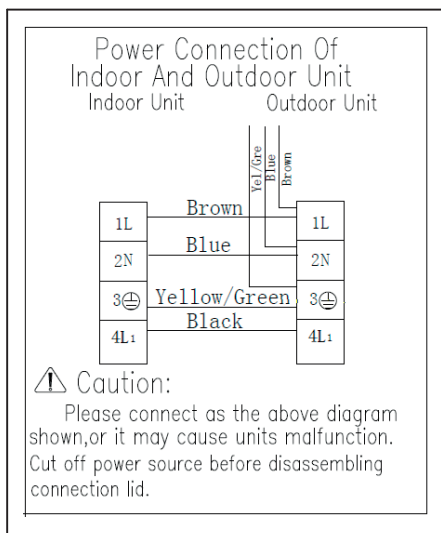 Power Connection Of
Indoor And Outdoor Unit
Indoor Unit Outdoor Unit
Yel/Gre
Blue
Brown
1L Brown 1L
2N Blue 2N
3 Yellow/Green 3
4L1 Black 4L1
Caution:
Please connect as the above diagram
shown,or it may cause units malfunction.
Cut off power source before disassembling
connection lid.